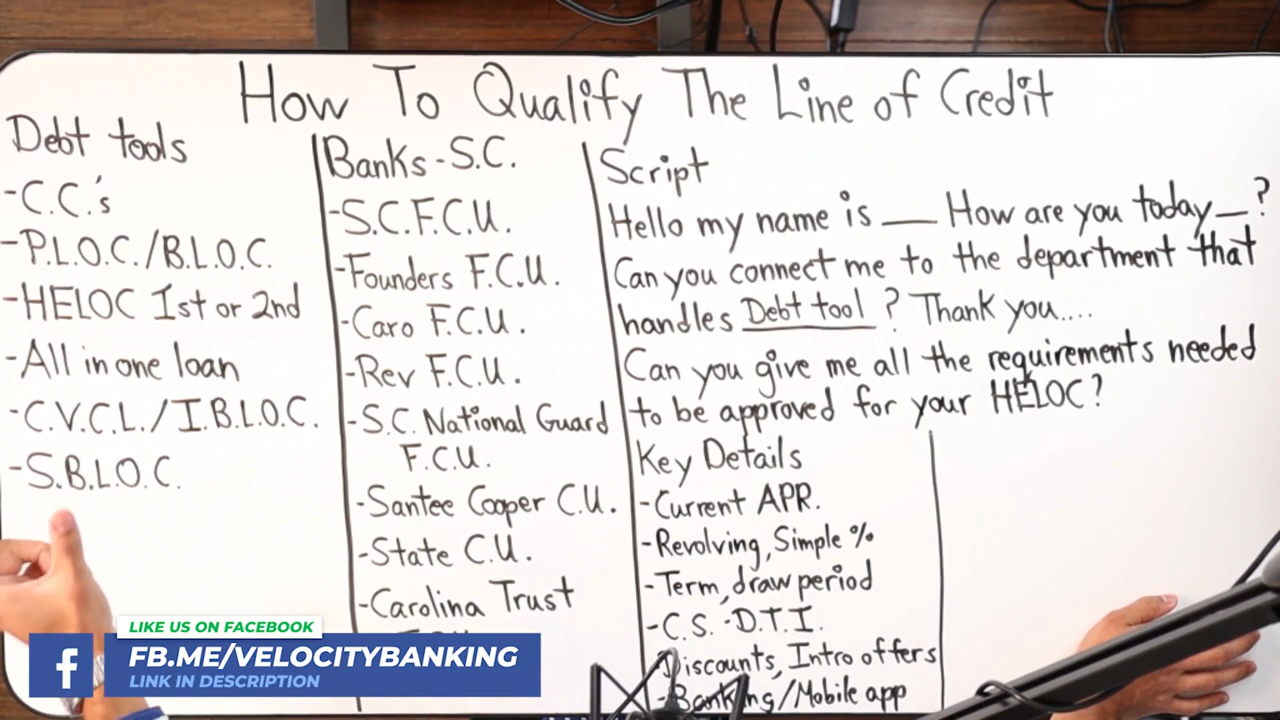 How To Qualify The Line of Credit
Debt tools
-C.C.'s
-P.L.O.C./B.L.O.C.
-HELOC 1st or 2nd
-All in one loan
-C.V.C.L./I.B.L.O.C.
-S.B.L.O.C.
Banks-S.C.
-S.C.F.C.U.
-Founders F.C.U.
-Caro F.C.U.
-Rev F.C.U.
-S.C. National Guard
F.C.U.
-Santee Cooper C.U.
-State C.U.
-Carolina Trust
Script
Hello my name is ___ How are you today_?
Can you connect me to the department that
handles Debt tool? Thank you....
Can you give me all the requirements needed
to be approved for your HELOC?
Key Details
-Current APR.
-Revolving, Simple %
-Term, draw period
-C.S. -D.T.I.
Discounts, Intro offers
-Banking/Mobile app
LIKE US ON FACEBOOK
FB.ME/VELOCITYBANKING
LINK IN DESCRIPTION